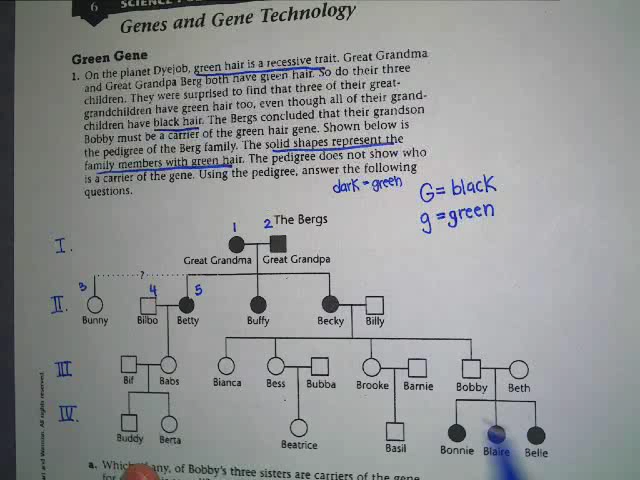 6
Genes and Gene Technology
Green Gene
1. On the planet Dyejob, green hair is a recessive trait. Great Grandma
and Great Grandpa Berg both have green hair. So do their three
children. They were surprised to find that three of their great-
grandchildren have green hair too, even though all of their grand-
children have black hair. The Bergs concluded that their grandson
Bobby must be a carrier of the green hair gene. Shown below is
the pedigree of the Berg family. The solid shapes represent the
family members with green hair. The pedigree does not show who
is a carrier of the gene. Using the pedigree, answer the following
questions.
dark = green
G = black
g = green
1 2 The Bergs
I.
Great Grandma Great Grandpa
?
3 4 5
II.
Bunny Bilbo Betty Buffy Becky Billy
III
Bif Babs Bianca Bess Bubba Brooke Barnie Bobby Beth
IV.
Buddy Berta Beatrice Basil Bonnie Blaire Belle
a. Which, if any, of Bobby's three sisters are carriers of the gene